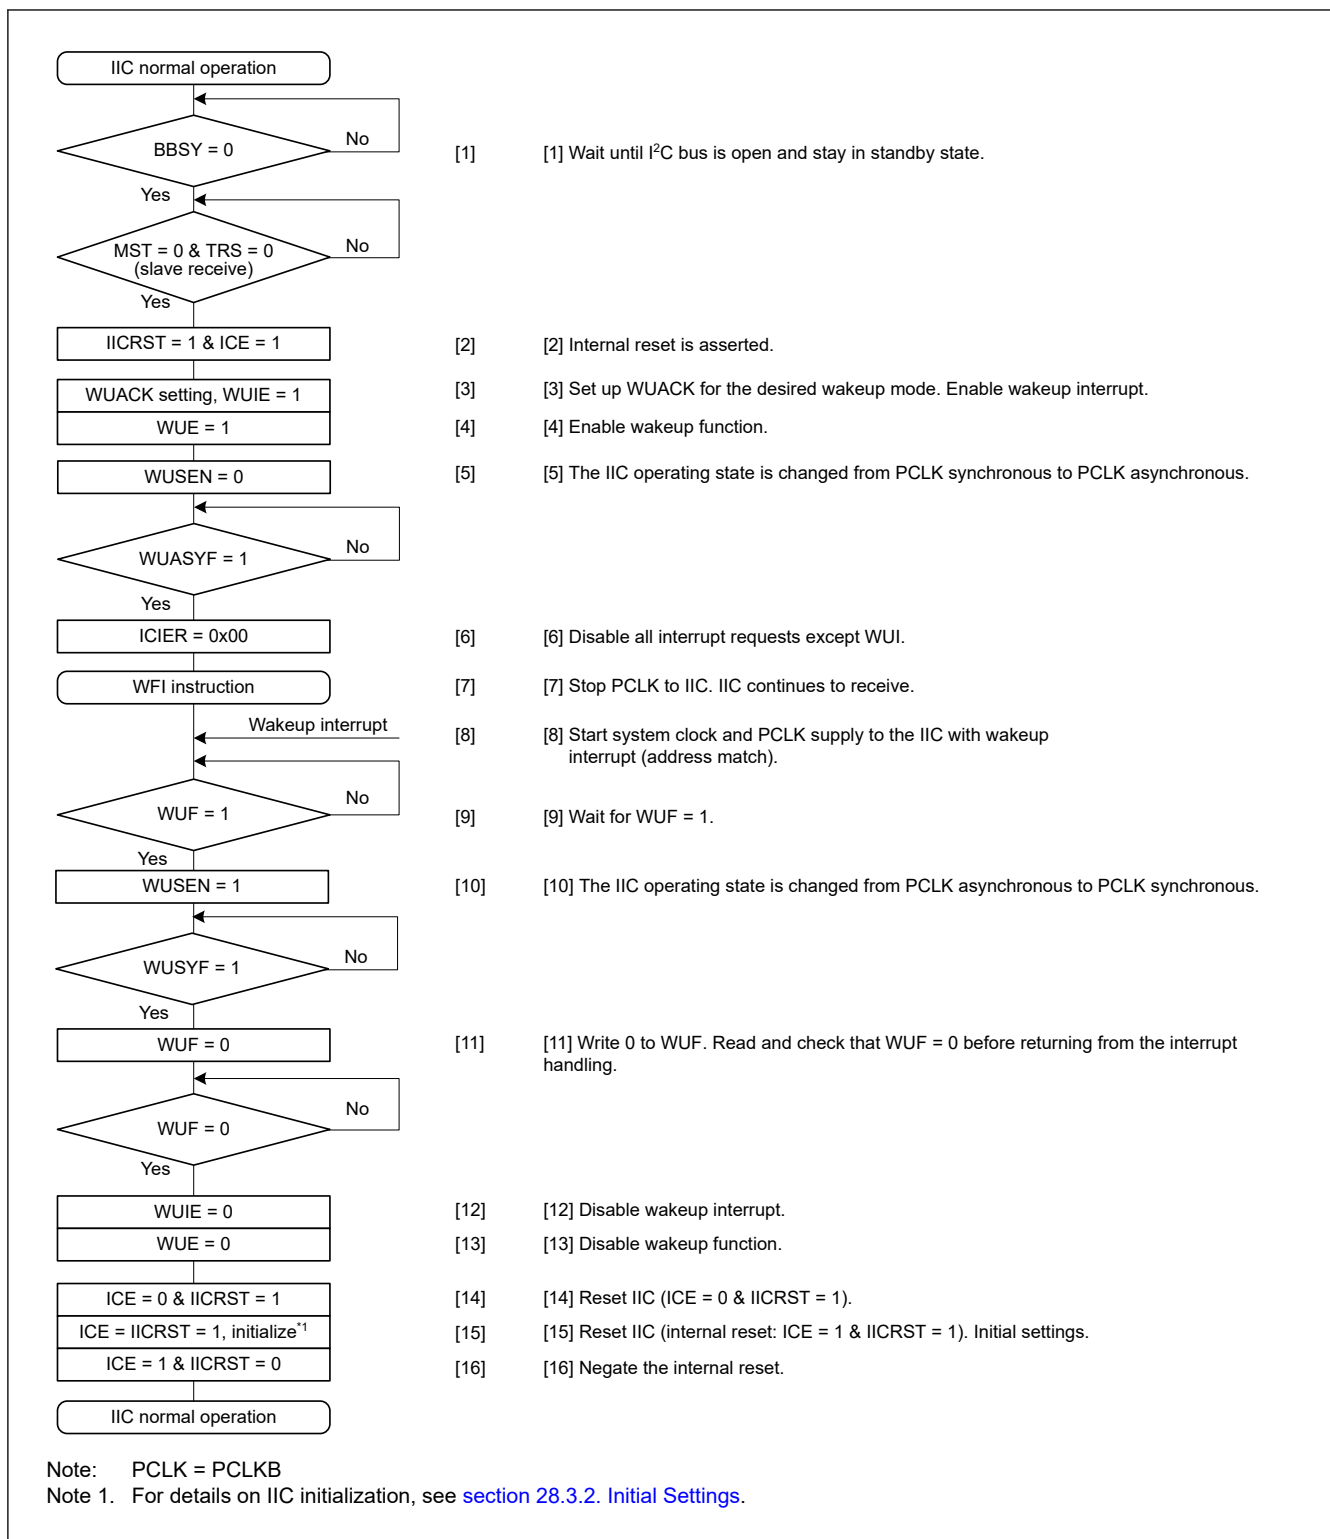 IIC normal operation
BBSY = 0
No
[1] [1] Wait until I²C bus is open and stay in standby state.
Yes
MST = 0 & TRS = 0
(slave receive)
No
Yes
IICRST = 1 & ICE = 1
[2] [2] Internal reset is asserted.
WUACK setting, WUIE = 1
[3] [3] Set up WUACK for the desired wakeup mode. Enable wakeup interrupt.
WUE = 1
[4] [4] Enable wakeup function.
WUSEN = 0
[5] [5] The IIC operating state is changed from PCLK synchronous to PCLK asynchronous.
WUASYF = 1
No
Yes
ICIER = 0x00
[6] [6] Disable all interrupt requests except WUI.
WFI instruction
[7] [7] Stop PCLK to IIC. IIC continues to receive.
Wakeup interrupt
[8] [8] Start system clock and PCLK supply to the IIC with wakeup
interrupt (address match).
WUF = 1
No
[9] [9] Wait for WUF = 1.
Yes
WUSEN = 1
[10] [10] The IIC operating state is changed from PCLK asynchronous to PCLK synchronous.
WUSYF = 1
No
Yes
WUF = 0
[11] [11] Write 0 to WUF. Read and check that WUF = 0 before returning from the interrupt
handling.
WUF = 0
No
Yes
WUIE = 0
[12] [12] Disable wakeup interrupt.
WUE = 0
[13] [13] Disable wakeup function.
ICE = 0 & IICRST = 1
[14] [14] Reset IIC (ICE = 0 & IICRST = 1).
ICE = IICRST = 1, initialize*1
[15] [15] Reset IIC (internal reset: ICE = 1 & IICRST = 1). Initial settings.
ICE = 1 & IICRST = 0
[16] [16] Negate the internal reset.
IIC normal operation
Note: PCLK = PCLKB
Note 1. For details on IIC initialization, see section 28.3.2. Initial Settings.